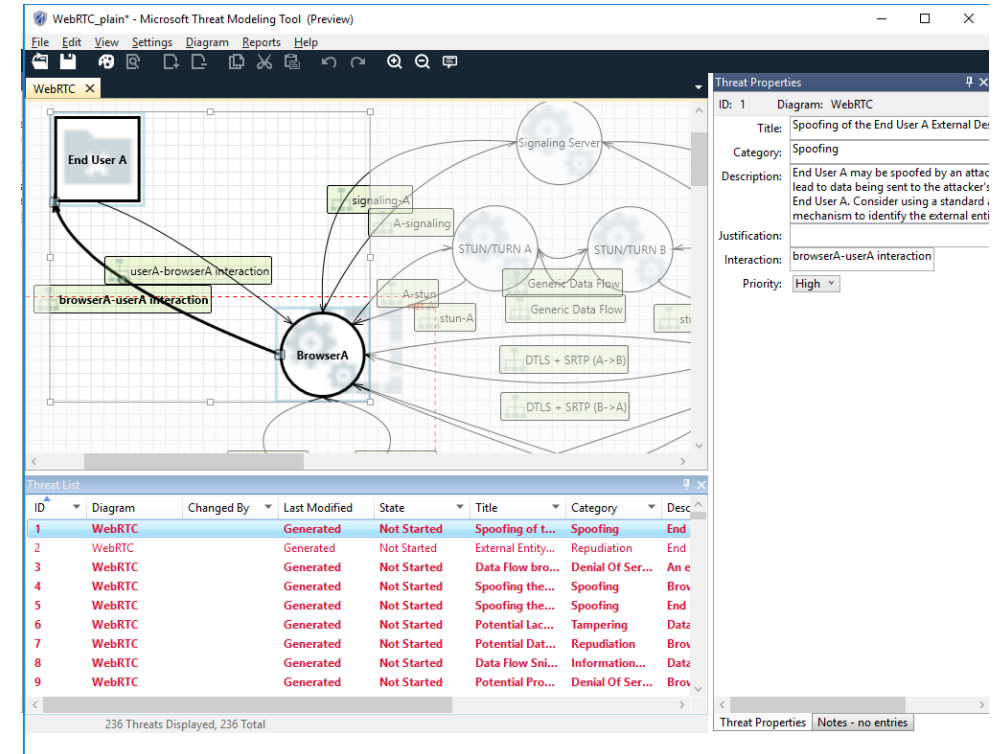 WebRTC_plain* - Microsoft Threat Modeling Tool (Preview)
File Edit View Settings Diagram Reports Help
WebRTC
End User A
Signaling Server
signaling-A
A-signaling
STUN/TURN A
STUN/TURN B
userA-browserA interaction
Generic Data Flow
browserA-userA interaction
A-stun
Generic Data Flow
stun-A
stu
BrowserA
DTLS + SRTP (A->B)
DTLS + SRTP (B->A)
Threat Properties
ID: 1 Diagram: WebRTC
Title: Spoofing of the End User A External Des
Category: Spoofing
Description: End User A may be spoofed by an attac
lead to data being sent to the attacker's
End User A. Consider using a standard a
mechanism to identify the external enti
Justification:
Interaction: browserA-userA interaction
Priority: High
Threat List
ID Diagram Changed By Last Modified State Title Category Desc
1 WebRTC Generated Not Started Spoofing of t... Spoofing End
2 WebRTC Generated Not Started External Entity... Repudiation End
3 WebRTC Generated Not Started Data Flow bro... Denial Of Ser... An e
4 WebRTC Generated Not Started Spoofing the... Spoofing Brov
5 WebRTC Generated Not Started Spoofing the... Spoofing End
6 WebRTC Generated Not Started Potential Lac... Tampering Data
7 WebRTC Generated Not Started Potential Dat... Repudiation Brov
8 WebRTC Generated Not Started Data Flow Sni... Information... Data
9 WebRTC Generated Not Started Potential Pro... Denial Of Ser... Brov
236 Threats Displayed, 236 Total
Threat Properties Notes - no entries